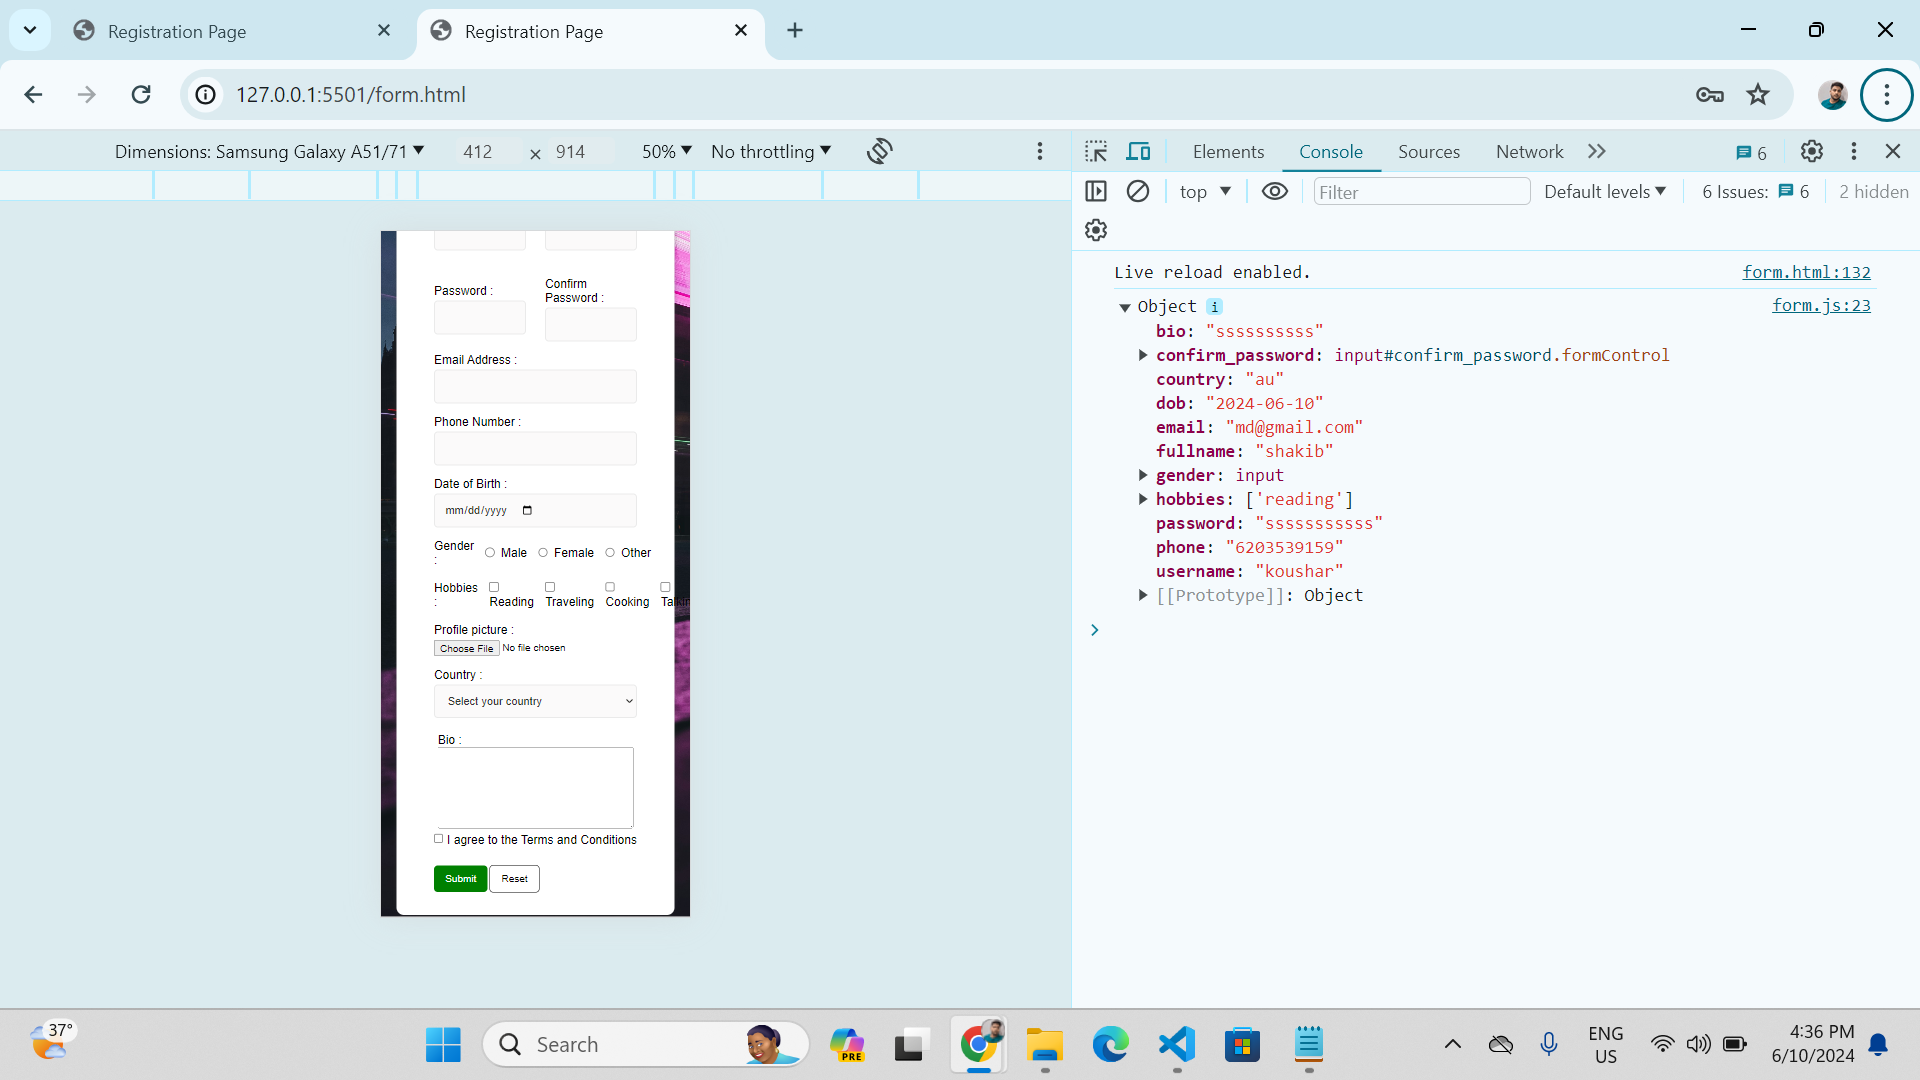 Registration Page
Registration Page
127.0.0.1:5501/form.html
Dimensions: Samsung Galaxy A51/71 412 × 914 50% No throttling
Elements Console Sources Network 6
top Filter Default levels 6 Issues: 6 2 hidden
Password :
Confirm
Password :
Email Address :
Phone Number :
Date of Birth :
mm/dd/yyyy
Gender
:
Male Female Other
Hobbies
:
Reading Traveling Cooking
Profile picture :
Choose File No file chosen
Country :
Select your country
Bio :
I agree to the Terms and Conditions
Submit Reset
Live reload enabled. form.html:132
Object i form.js:23
bio: "ssssssssss"
confirm_password: input#confirm_password.formControl
country: "au"
dob: "2024-06-10"
email: "md@gmail.com"
fullname: "shakib"
gender: input
hobbies: ['reading']
password: "sssssssssss"
phone: "6203539159"
username: "koushar"
[[Prototype]]: Object
37°
Search
PRE
ENG
US
4:36 PM
6/10/2024